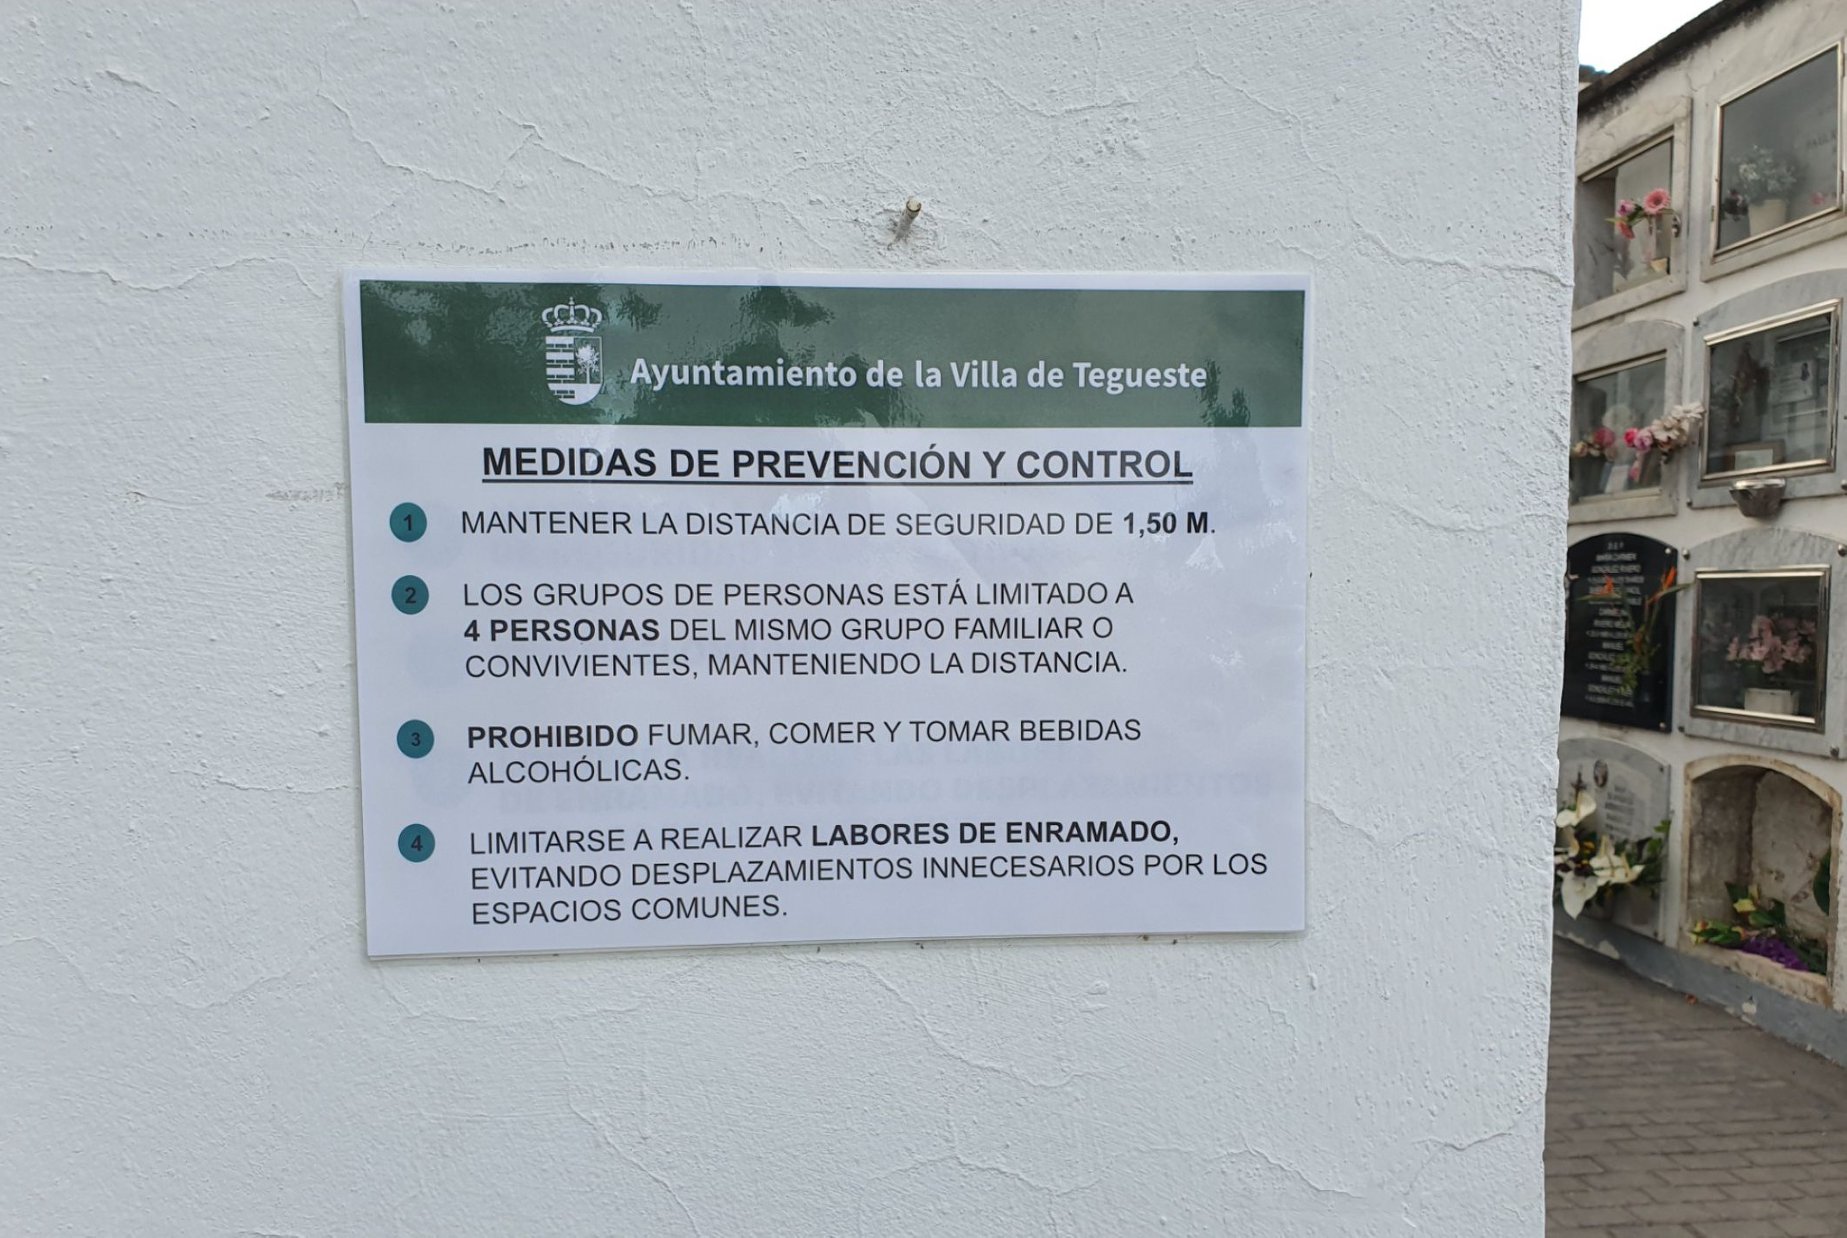 Ayuntamiento de la Villa de Tegueste
MEDIDAS DE PREVENCIÓN Y CONTROL
1 MANTENER LA DISTANCIA DE SEGURIDAD DE 1,50 M.
2 LOS GRUPOS DE PERSONAS ESTÁ LIMITADO A
4 PERSONAS DEL MISMO GRUPO FAMILIAR O
CONVIVIENTES, MANTENIENDO LA DISTANCIA.
3 PROHIBIDO FUMAR, COMER Y TOMAR BEBIDAS
ALCOHÓLICAS.
4 LIMITARSE A REALIZAR LABORES DE ENRAMADO,
EVITANDO DESPLAZAMIENTOS INNECESARIOS POR LOS
ESPACIOS COMUNES.